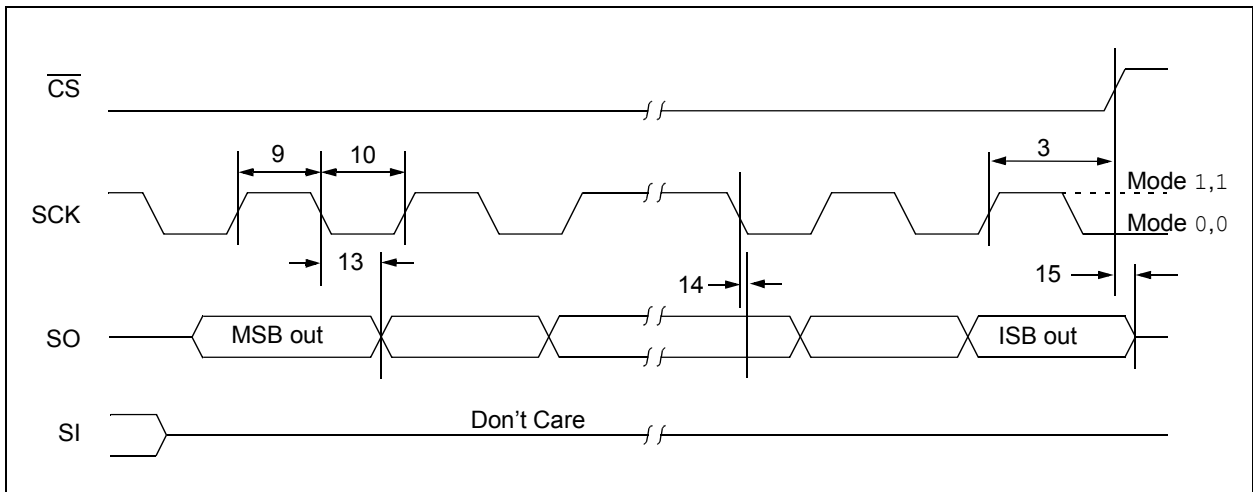 CS
9
10
3
SCK
Mode 1,1
Mode 0,0
13
14
15
SO
MSB out
ISB out
SI
Don’t Care